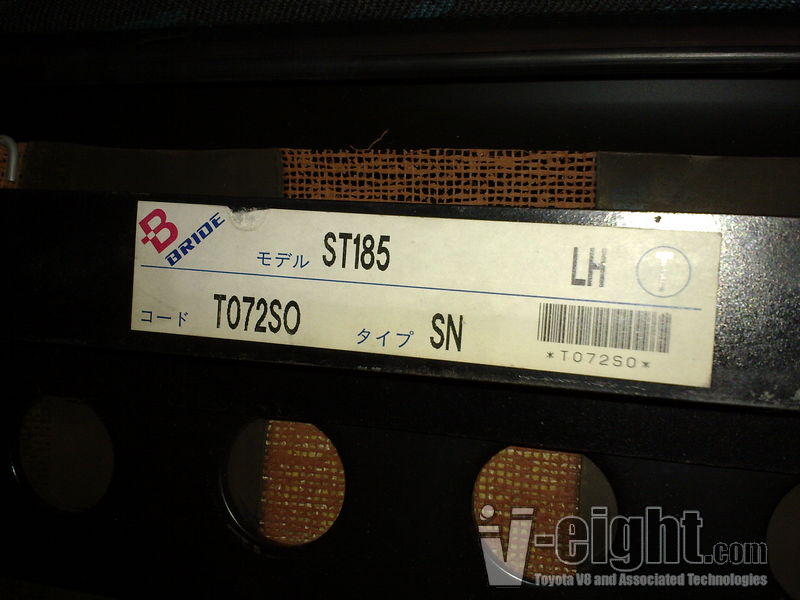 BRIDE
モデル ST185 LH T
コード T072SO タイプ SN
*T072SO*
V-eight.com
Toyota V8 and Associated Technologies